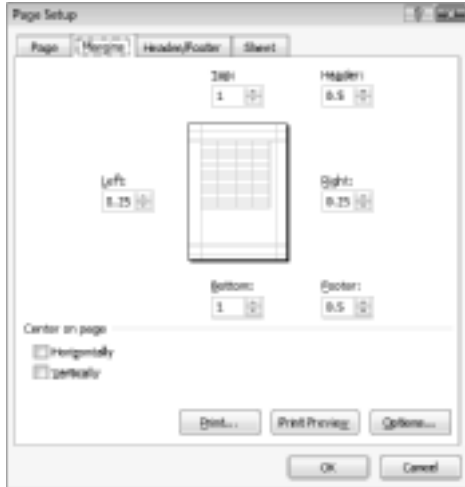 Page Setup
Page Margins Header/Footer Sheet
Top: Header:
1 0.5
Left: Right:
0.25 0.25
Bottom: Footer:
1 0.5
Center on page
Horizontally
Vertically
Print... Print Preview Options...
OK Cancel